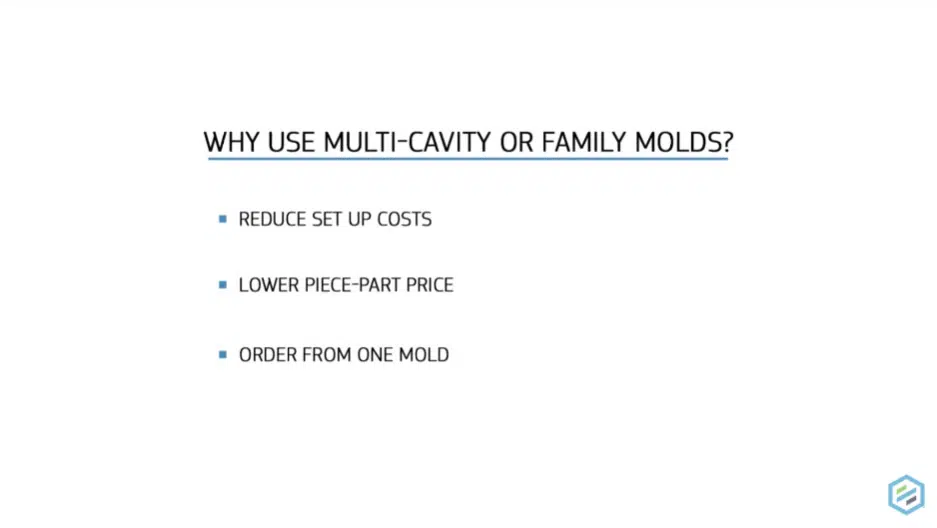 WHY USE MULTI-CAVITY OR FAMILY MOLDS?
REDUCE SET UP COSTS
LOWER PIECE-PART PRICE
ORDER FROM ONE MOLD